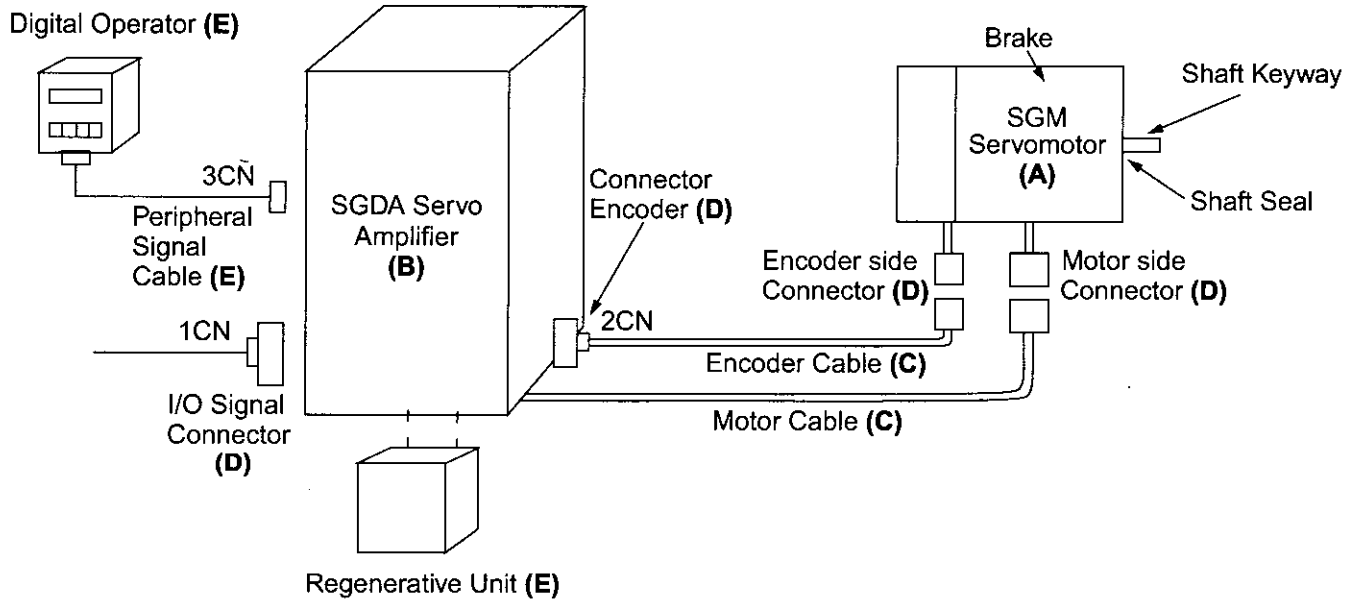 Digital Operator (E)
3CN
Peripheral
Signal
Cable (E)
1CN
I/O Signal
Connector
(D)
SGDA Servo
Amplifier
(B)
Regenerative Unit (E)
Connector
Encoder (D)
2CN
Encoder Cable (C)
Motor Cable (C)
Brake
SGM
Servomotor
(A)
Shaft Keyway
Shaft Seal
Encoder side
Connector (D)
Motor side
Connector (D)